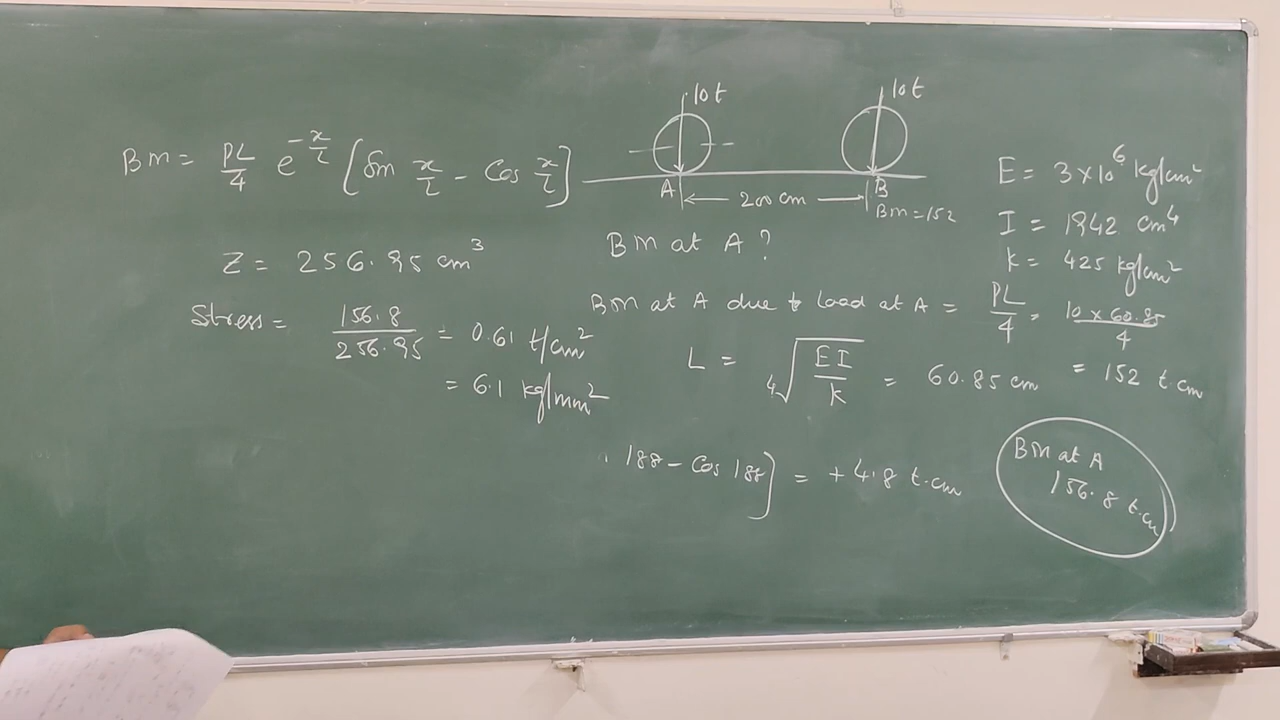 BM = PL/4 e^(-x/L) [Sin x/L - Cos x/L]
Z = 256.95 cm³
Stress = 156.8/256.95 = 0.61 t/cm²
= 6.1 kg/mm²
10t 10t
A B
200 cm
BM=152
BM at A ?
BM at A due to Load at A = PL/4 = 10 x 60.85/4
= 152 t.cm
L = ⁴√(EI/k) = 60.85 cm
188 - Cos 188] = +4.8 t.cm
E = 3x10⁶ kg/cm²
I = 1942 cm⁴
k = 425 kg/cm²
BM at A
156.8 t.cm